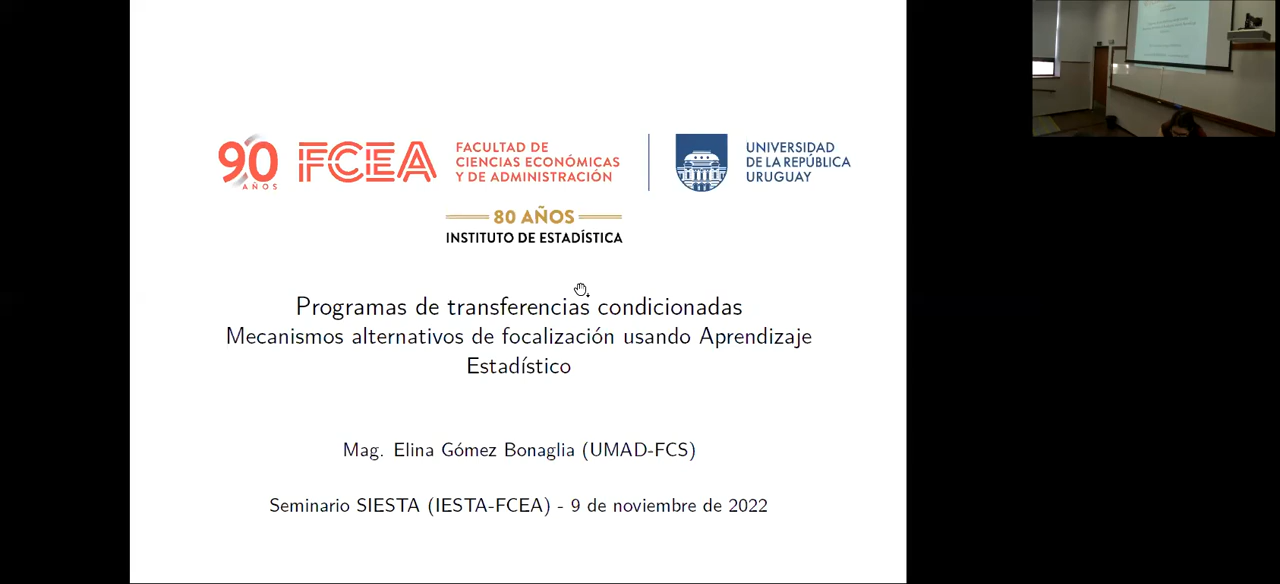 90
AÑOS
FCEA
FACULTAD DE
CIENCIAS ECONÓMICAS
Y DE ADMINISTRACIÓN
UNIVERSIDAD
DE LA REPÚBLICA
URUGUAY
80 AÑOS
INSTITUTO DE ESTADÍSTICA
Programas de transferencias condicionadas
Mecanismos alternativos de focalización usando Aprendizaje
Estadístico
Mag. Elina Gómez Bonaglia (UMAD-FCS)
Seminario SIESTA (IESTA-FCEA) - 9 de noviembre de 2022